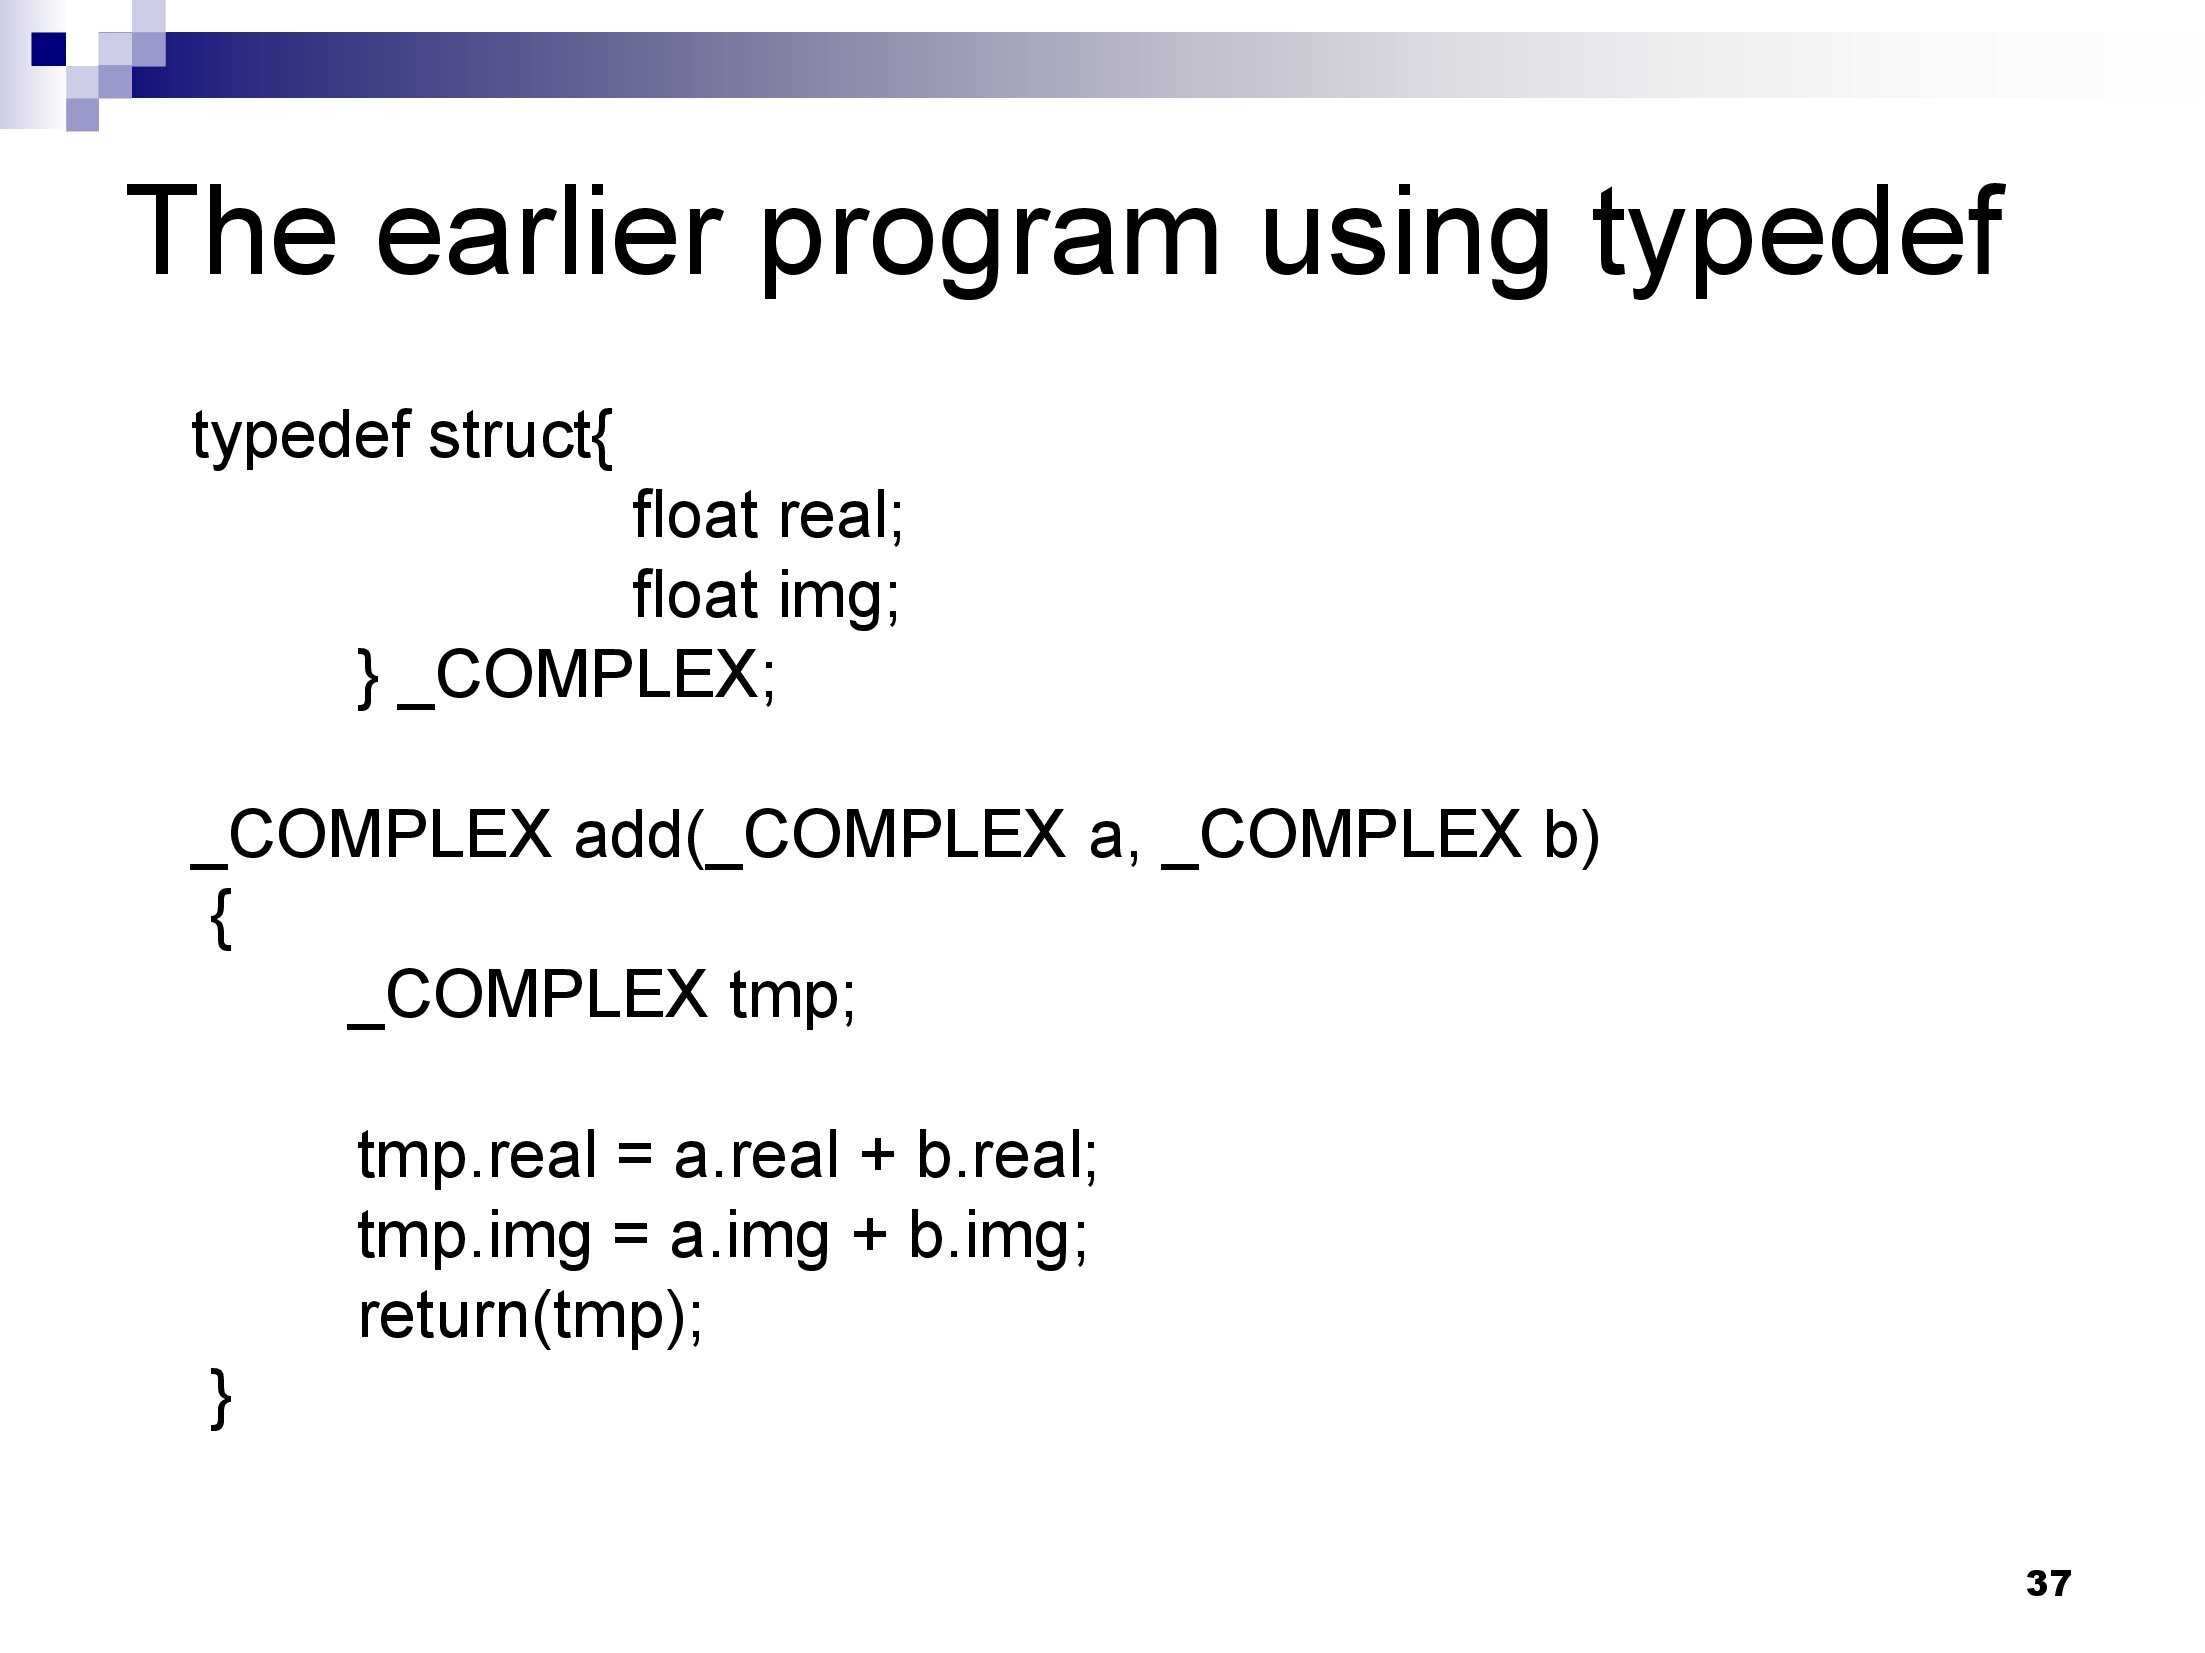 The earlier program using typedef
typedef struct{
float real;
float img;
} _COMPLEX;
_COMPLEX add(_COMPLEX a, _COMPLEX b)
{
_COMPLEX tmp;
tmp.real = a.real + b.real;
tmp.img = a.img + b.img;
return(tmp);
}
37